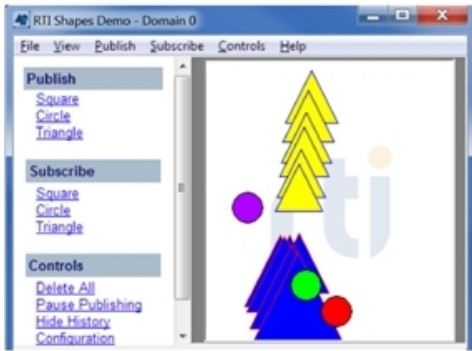 RTI Shapes Demo - Domain 0
File View Publish Subscribe Controls Help
Publish
Square
Circle
Triangle
Subscribe
Square
Circle
Triangle
Controls
Delete All
Pause Publishing
Hide History
Configuration
rti